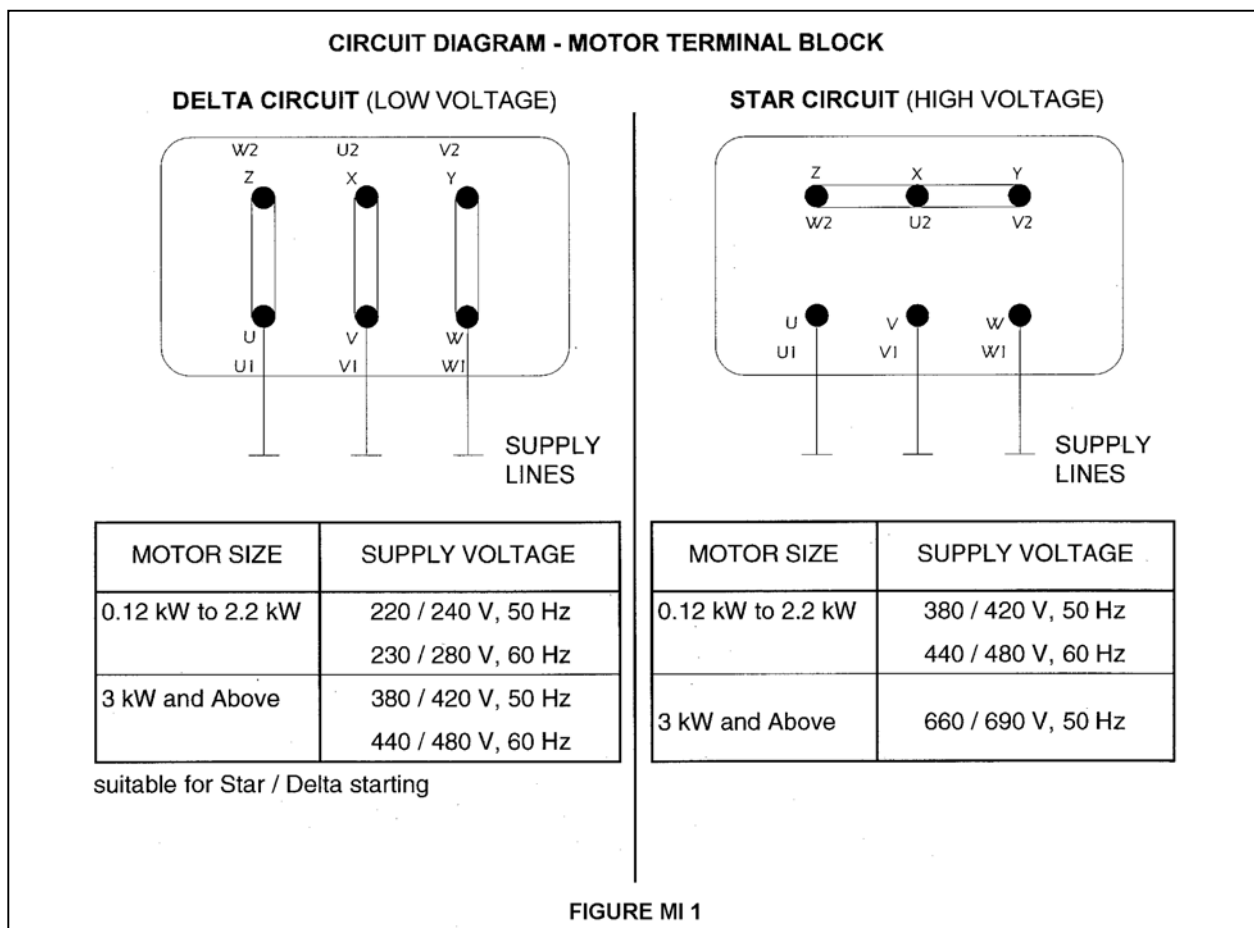 CIRCUIT DIAGRAM - MOTOR TERMINAL BLOCK
DELTA CIRCUIT (LOW VOLTAGE)
W2 U2 V2
Z X Y
U V W
U1 V1 W1
SUPPLY
LINES
MOTOR SIZE SUPPLY VOLTAGE
0.12 kW to 2.2 kW 220 / 240 V, 50 Hz
230 / 280 V, 60 Hz
3 kW and Above 380 / 420 V, 50 Hz
440 / 480 V, 60 Hz
suitable for Star / Delta starting
STAR CIRCUIT (HIGH VOLTAGE)
Z X Y
W2 U2 V2
U V W
U1 V1 W1
SUPPLY
LINES
MOTOR SIZE SUPPLY VOLTAGE
0.12 kW to 2.2 kW 380 / 420 V, 50 Hz
440 / 480 V, 60 Hz
3 kW and Above 660 / 690 V, 50 Hz
FIGURE MI 1